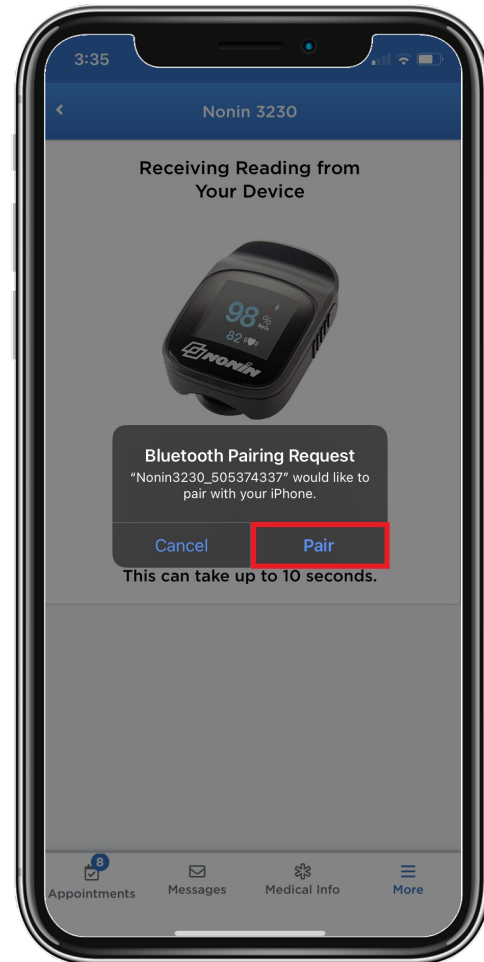 3:35
Nonin 3230
Receiving Reading from
Your Device
98 %
SpO₂
82
NONIN
Bluetooth Pairing Request
"Nonin3230_505374337" would like to
pair with your iPhone.
Cancel Pair
This can take up to 10 seconds.
8
Appointments Messages Medical Info More